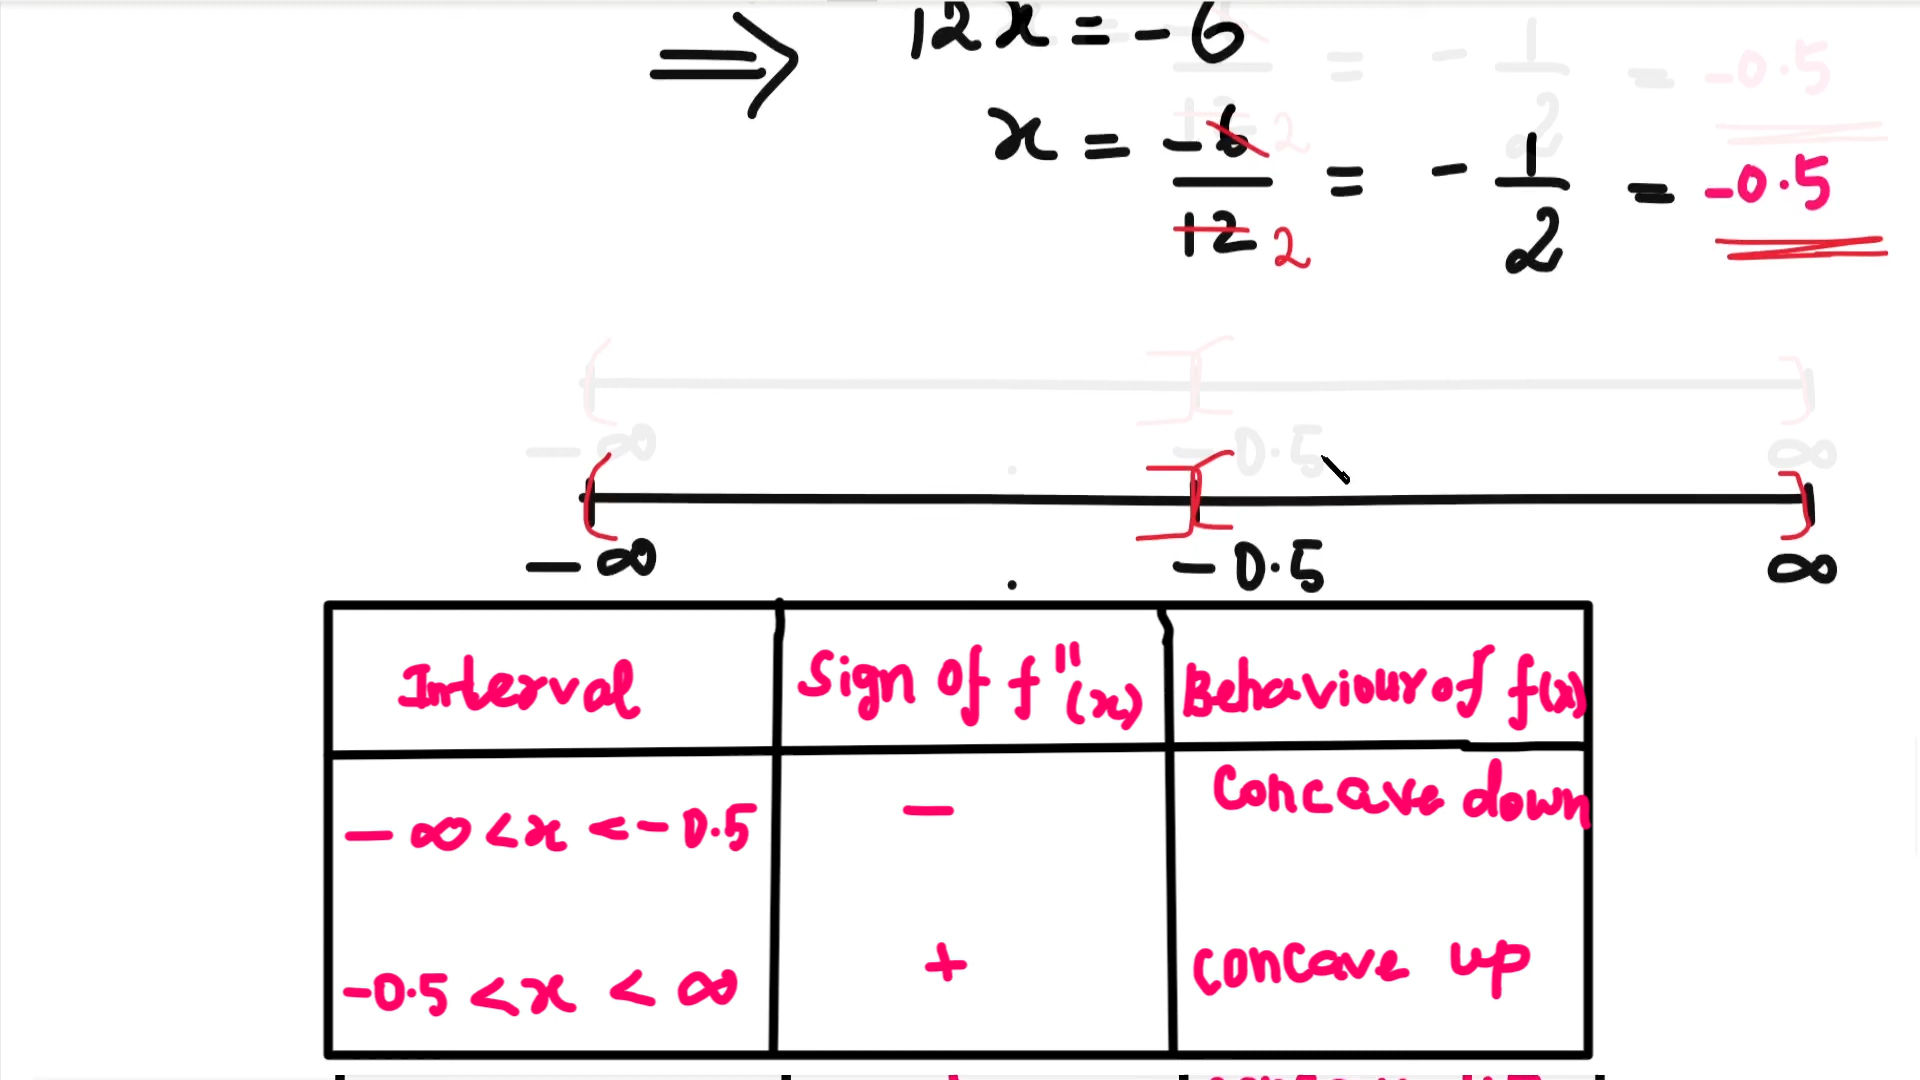 ⇒ 12x = -6
x = -6/12 2 = -1/2 = -0.5
-∞ -0.5 ∞
Interval Sign of f"(x) Behaviour of f(x)
-∞ < x < -0.5 - Concave down
-0.5 < x < ∞ + concave up